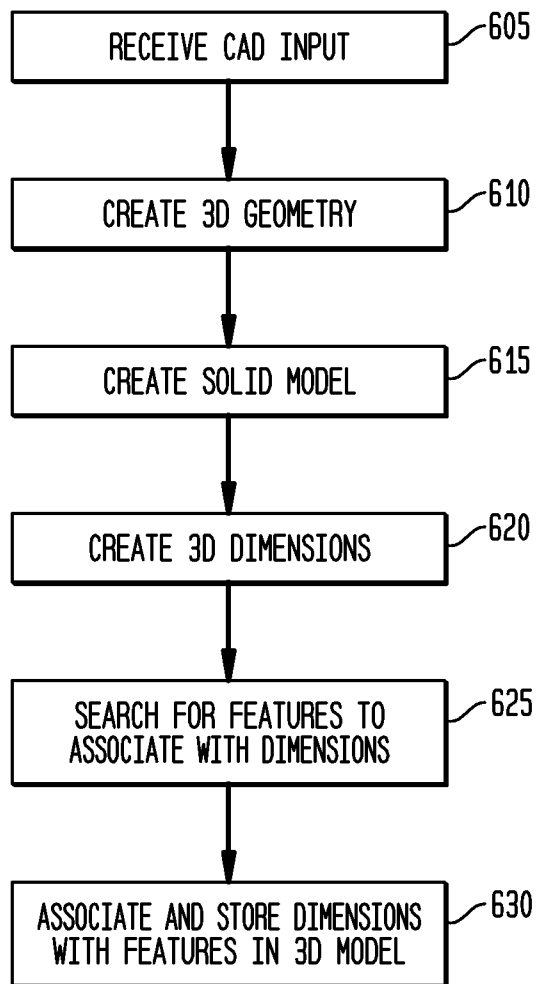 RECEIVE CAD INPUT
605
CREATE 3D GEOMETRY
610
CREATE SOLID MODEL
615
CREATE 3D DIMENSIONS
620
SEARCH FOR FEATURES TO
ASSOCIATE WITH DIMENSIONS
625
ASSOCIATE AND STORE DIMENSIONS
WITH FEATURES IN 3D MODEL
630